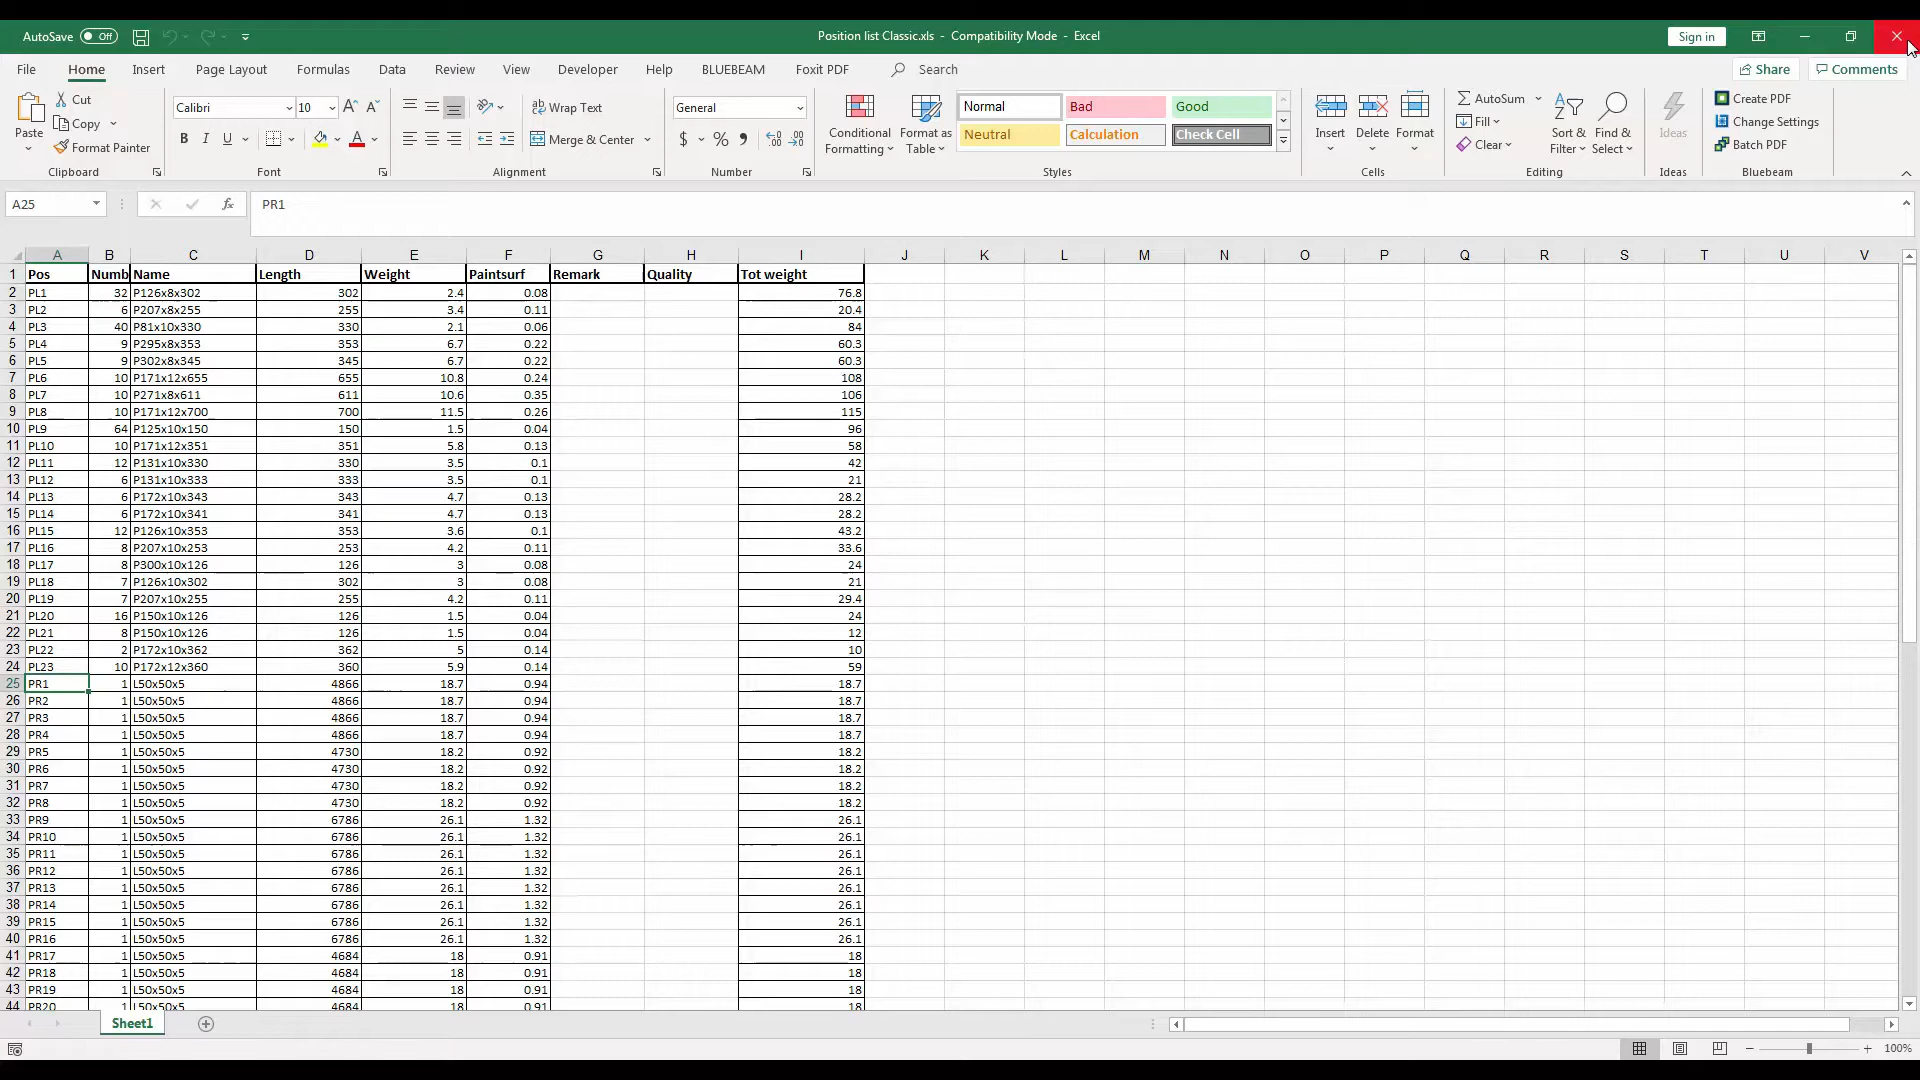 AutoSave Off Position list Classic.xls - Compatibility Mode - Excel Sign in
File Home Insert Page Layout Formulas Data Review View Developer Help BLUEBEAM Foxit PDF Search Share Comments
Paste Cut Copy Format Painter Clipboard
Calibri 10 B I U A Font
Wrap Text Merge & Center Alignment
General $ % Number
Conditional Formatting Format as Table Normal Bad Good Neutral Calculation Check Cell Styles
Insert Delete Format Cells
AutoSum Fill Clear Sort & Filter Find & Select Editing
Ideas Ideas
Create PDF Change Settings Batch PDF Bluebeam
A25 fx PR1
A B C D E F G H I J K L M N O P Q R S T U V
1 Pos Numb Name Length Weight Paintsurf Remark Quality Tot weight
2 PL1 32 P126x8x302 302 2.4 0.08 76.8
3 PL2 6 P207x8x255 255 3.4 0.11 20.4
4 PL3 40 P81x10x330 330 2.1 0.06 84
5 PL4 9 P295x8x353 353 6.7 0.22 60.3
6 PL5 9 P302x8x345 345 6.7 0.22 60.3
7 PL6 10 P171x12x655 655 10.8 0.24 108
8 PL7 10 P271x8x611 611 10.6 0.35 106
9 PL8 10 P171x12x700 700 11.5 0.26 115
10 PL9 64 P125x10x150 150 1.5 0.04 96
11 PL10 10 P171x12x351 351 5.8 0.13 58
12 PL11 12 P131x10x330 330 3.5 0.1 42
13 PL12 6 P131x10x333 333 3.5 0.1 21
14 PL13 6 P172x10x343 343 4.7 0.13 28.2
15 PL14 6 P172x10x341 341 4.7 0.13 28.2
16 PL15 12 P126x10x353 353 3.6 0.1 43.2
17 PL16 8 P207x10x253 253 4.2 0.11 33.6
18 PL17 8 P300x10x126 126 3 0.08 24
19 PL18 7 P126x10x302 302 3 0.08 21
20 PL19 7 P207x10x255 255 4.2 0.11 29.4
21 PL20 16 P150x10x126 126 1.5 0.04 24
22 PL21 8 P150x10x126 126 1.5 0.04 12
23 PL22 2 P172x10x362 362 5 0.14 10
24 PL23 10 P172x12x360 360 5.9 0.14 59
25 PR1 1 L50x50x5 4866 18.7 0.94 18.7
26 PR2 1 L50x50x5 4866 18.7 0.94 18.7
27 PR3 1 L50x50x5 4866 18.7 0.94 18.7
28 PR4 1 L50x50x5 4866 18.7 0.94 18.7
29 PR5 1 L50x50x5 4730 18.2 0.92 18.2
30 PR6 1 L50x50x5 4730 18.2 0.92 18.2
31 PR7 1 L50x50x5 4730 18.2 0.92 18.2
32 PR8 1 L50x50x5 4730 18.2 0.92 18.2
33 PR9 1 L50x50x5 6786 26.1 1.32 26.1
34 PR10 1 L50x50x5 6786 26.1 1.32 26.1
35 PR11 1 L50x50x5 6786 26.1 1.32 26.1
36 PR12 1 L50x50x5 6786 26.1 1.32 26.1
37 PR13 1 L50x50x5 6786 26.1 1.32 26.1
38 PR14 1 L50x50x5 6786 26.1 1.32 26.1
39 PR15 1 L50x50x5 6786 26.1 1.32 26.1
40 PR16 1 L50x50x5 6786 26.1 1.32 26.1
41 PR17 1 L50x50x5 4684 18 0.91 18
42 PR18 1 L50x50x5 4684 18 0.91 18
43 PR19 1 L50x50x5 4684 18 0.91 18
44 PR20 1 L50x50x5 4684 18 0.91 18
Sheet1
100%